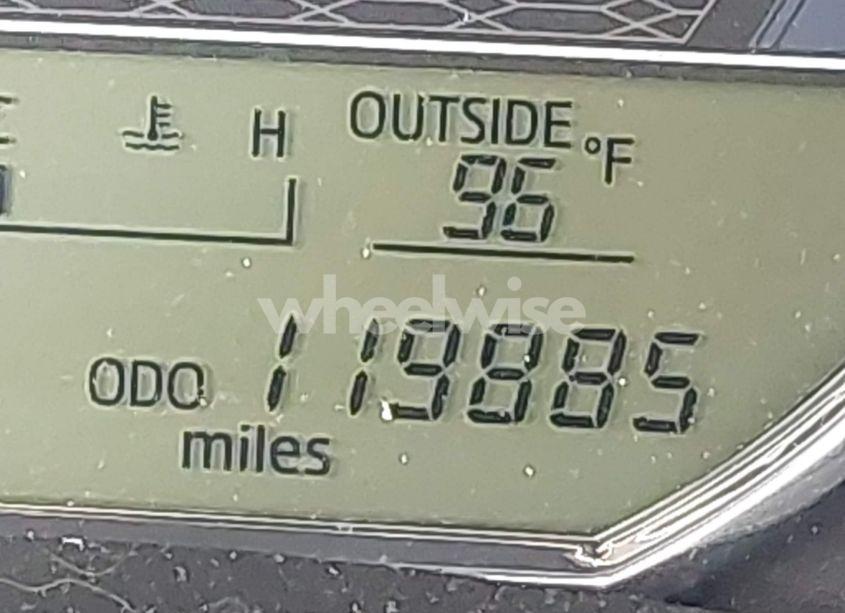 H OUTSIDE °F
96
wheelwise
ODO 119885
miles